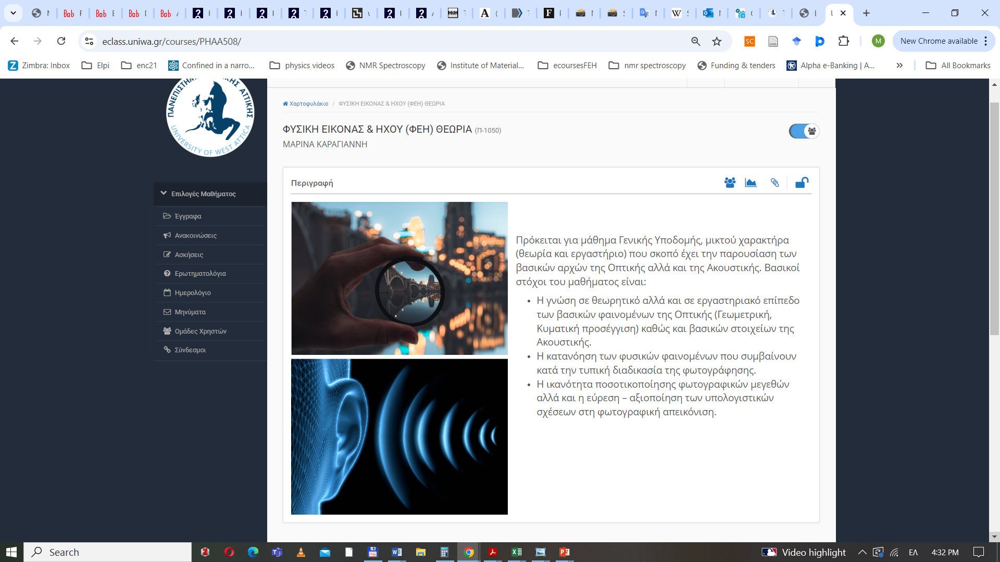 eclass.uniwa.gr/courses/PHAA508/
SC
M
New Chrome available
Zimbra: Inbox
Elpi
enc21
Confined in a narro...
physics videos
NMR Spectroscopy
Institute of Material...
ecoursesFEH
nmr spectroscopy
Funding & tenders
Alpha e-Banking | A...
All Bookmarks
UNIVERSITY OF WEST ATTICA
Χαρτοφυλάκιο / ΦΥΣΙΚΗ ΕΙΚΟΝΑΣ & ΗΧΟΥ (ΦΕΗ) ΘΕΩΡΙΑ
ΦΥΣΙΚΗ ΕΙΚΟΝΑΣ & ΗΧΟΥ (ΦΕΗ) ΘΕΩΡΙΑ (Π-1050)
ΜΑΡΙΝΑ ΚΑΡΑΓΙΑΝΝΗ
Επιλογές Μαθήματος
Έγγραφα
Ανακοινώσεις
Ασκήσεις
Ερωτηματολόγια
Ημερολόγιο
Μηνύματα
Ομάδες Χρηστών
Σύνδεσμοι
Περιγραφή
Πρόκειται για μάθημα Γενικής Υποδομής, μικτού χαρακτήρα
(θεωρία και εργαστήριο) που σκοπό έχει την παρουσίαση των
βασικών αρχών της Οπτικής αλλά και της Ακουστικής. Βασικοί
στόχοι του μαθήματος είναι:
• Η γνώση σε θεωρητικό αλλά και σε εργαστηριακό επίπεδο
των βασικών φαινομένων της Οπτικής (Γεωμετρική,
Κυματική προσέγγιση) καθώς και βασικών στοιχείων της
Ακουστικής.
• Η κατανόηση των φυσικών φαινομένων που συμβαίνουν
κατά την τυπική διαδικασία της φωτογράφησης.
• Η ικανότητα ποσοτικοποίησης φωτογραφικών μεγεθών
αλλά και η εύρεση – αξιοποίηση των υπολογιστικών
σχέσεων στη φωτογραφική απεικόνιση.
Search
Video highlight
ΕΛ
4:32 PM